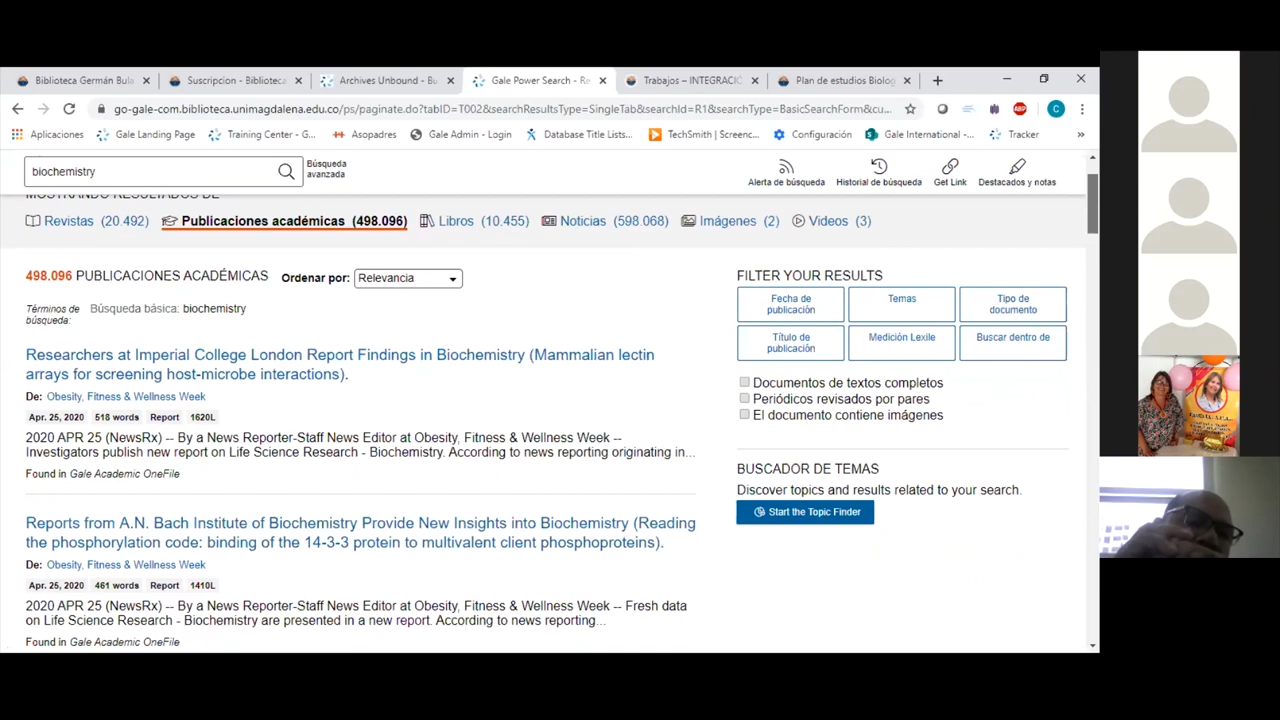 Biblioteca Germán Bula
Suscripcion - Biblioteca
Archives Unbound - Bu
Gale Power Search - Re
Trabajos – INTEGRACIÓ
Plan de estudios Biolog
go-gale-com.biblioteca.unimagdalena.edu.co/ps/paginate.do?tabID=T002&searchResultsType=SingleTab&searchId=R1&searchType=BasicSearchForm&cu...
ABP
C
Aplicaciones
Gale Landing Page
Training Center - G...
Asopadres
Gale Admin - Login
Database Title Lists...
TechSmith | Screenc...
Configuración
Gale International -...
Tracker
»
biochemistry
Búsqueda
avanzada
Alerta de búsqueda
Historial de búsqueda
Get Link
Destacados y notas
MOSTRANDO RESULTADOS DE
Revistas (20.492)
Publicaciones académicas (498.096)
Libros (10.455)
Noticias (598.068)
Imágenes (2)
Videos (3)
498.096 PUBLICACIONES ACADÉMICAS
Ordenar por:
Relevancia
Términos de
búsqueda:
Búsqueda básica: biochemistry
Researchers at Imperial College London Report Findings in Biochemistry (Mammalian lectin
arrays for screening host-microbe interactions).
De: Obesity, Fitness & Wellness Week
Apr. 25, 2020 518 words Report 1620L
2020 APR 25 (NewsRx) -- By a News Reporter-Staff News Editor at Obesity, Fitness & Wellness Week --
Investigators publish new report on Life Science Research - Biochemistry. According to news reporting originating in...
Found in Gale Academic OneFile
Reports from A.N. Bach Institute of Biochemistry Provide New Insights into Biochemistry (Reading
the phosphorylation code: binding of the 14-3-3 protein to multivalent client phosphoproteins).
De: Obesity, Fitness & Wellness Week
Apr. 25, 2020 461 words Report 1410L
2020 APR 25 (NewsRx) -- By a News Reporter-Staff News Editor at Obesity, Fitness & Wellness Week -- Fresh data
on Life Science Research - Biochemistry are presented in a new report. According to news reporting...
Found in Gale Academic OneFile
FILTER YOUR RESULTS
Fecha de
publicación
Temas
Tipo de
documento
Título de
publicación
Medición Lexile
Buscar dentro de
Documentos de textos completos
Periódicos revisados por pares
El documento contiene imágenes
BUSCADOR DE TEMAS
Discover topics and results related to your search.
Start the Topic Finder